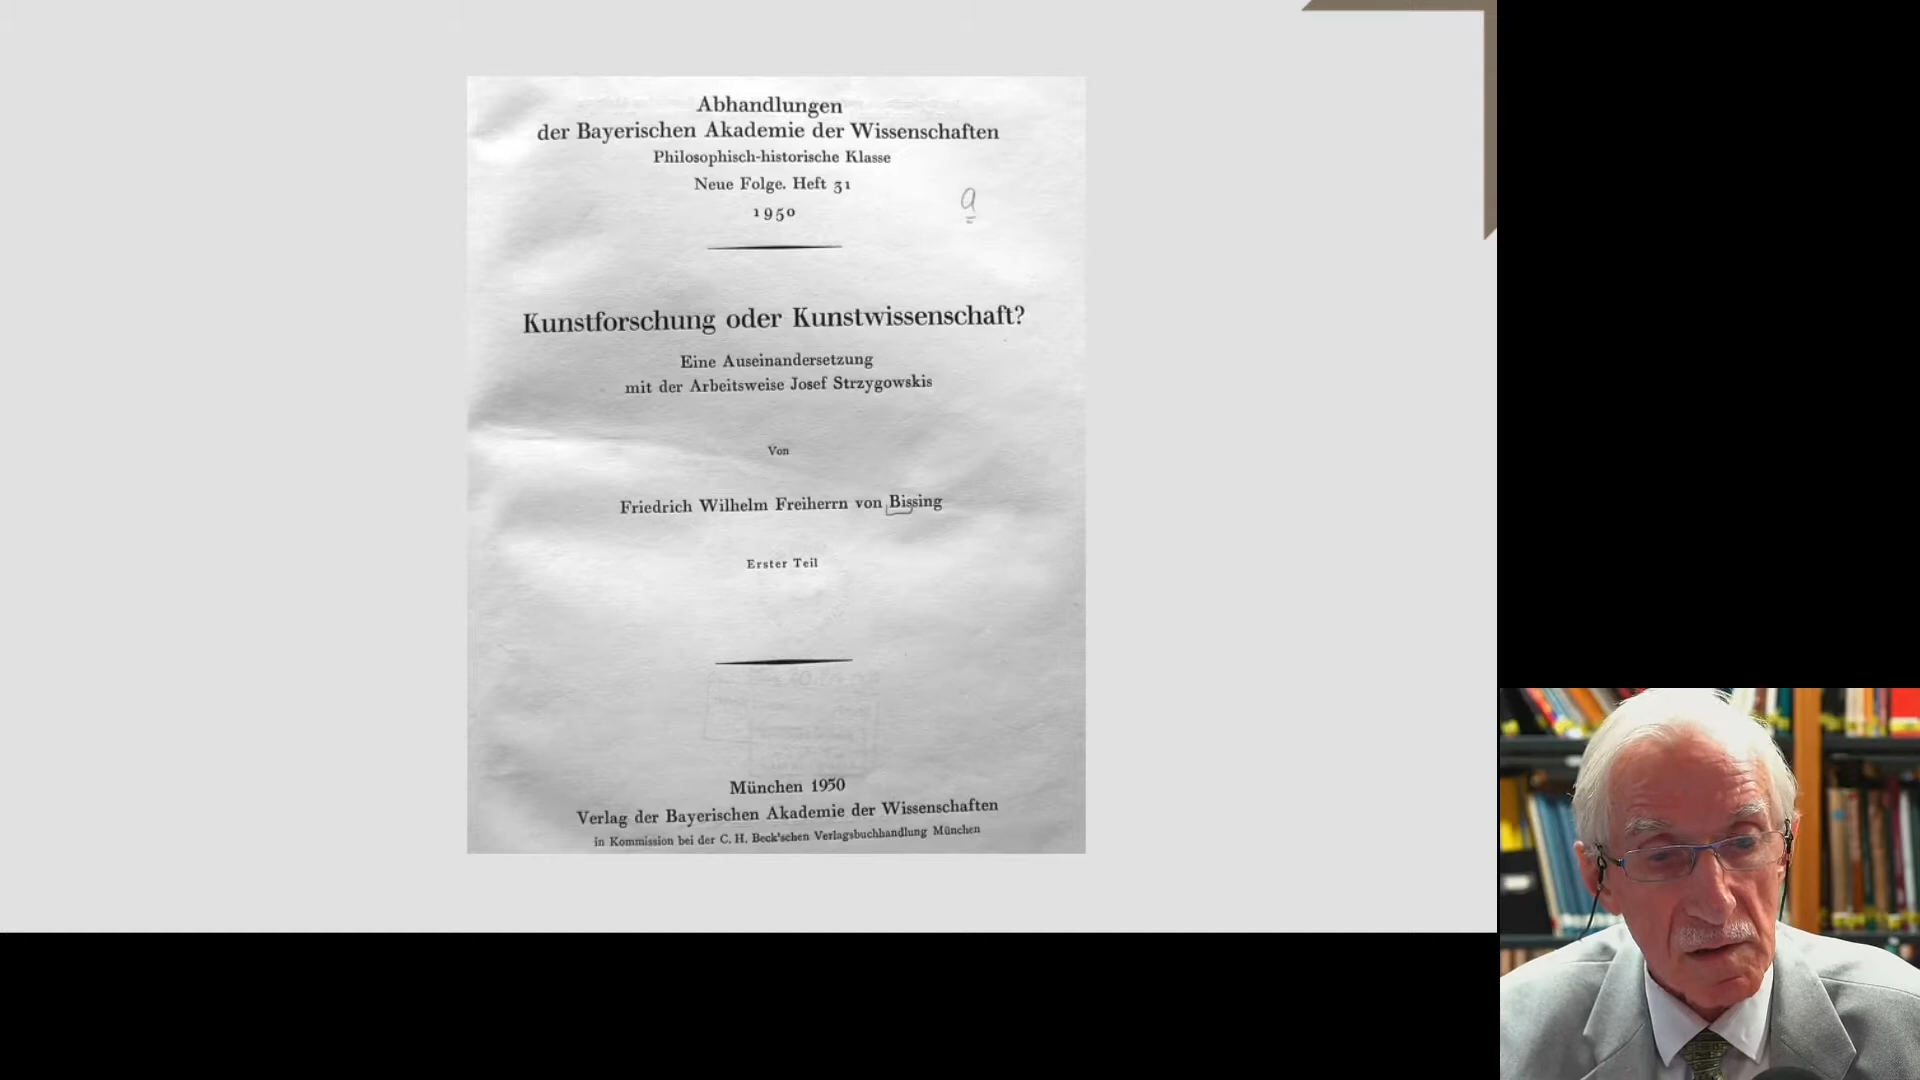 Abhandlungen
der Bayerischen Akademie der Wissenschaften
Philosophisch-historische Klasse
Neue Folge. Heft 31
1950
a
Kunstforschung oder Kunstwissenschaft?
Eine Auseinandersetzung
mit der Arbeitsweise Josef Strzygowskis
Von
Friedrich Wilhelm Freiherrn von Bissing
Erster Teil
München 1950
Verlag der Bayerischen Akademie der Wissenschaften
in Kommission bei der C. H. Beck'schen Verlagsbuchhandlung München